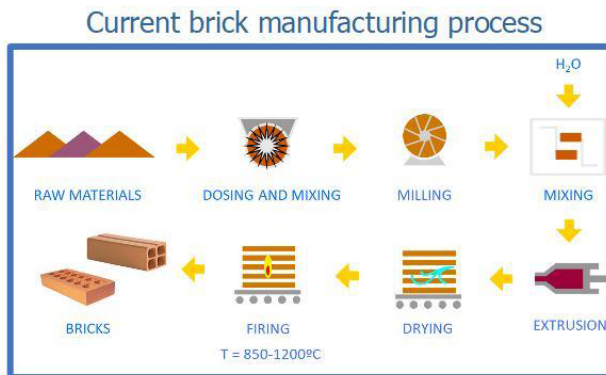 Current brick manufacturing process
H₂O
RAW MATERIALS
DOSING AND MIXING
MILLING
MIXING
BRICKS
FIRING
DRYING
EXTRUSION
T = 850-1200ºC